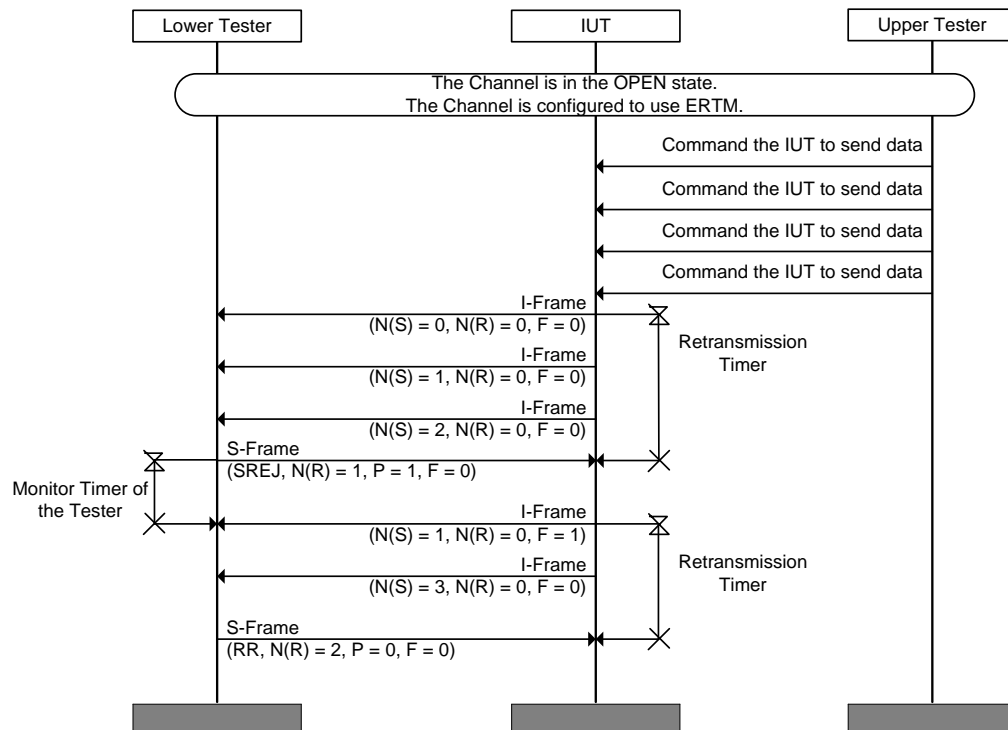 Lower Tester
IUT
Upper Tester
The Channel is in the OPEN state.
The Channel is configured to use ERTM.
Command the IUT to send data
Command the IUT to send data
Command the IUT to send data
Command the IUT to send data
I-Frame
(N(S) = 0, N(R) = 0, F = 0)
Retransmission
Timer
I-Frame
(N(S) = 1, N(R) = 0, F = 0)
I-Frame
(N(S) = 2, N(R) = 0, F = 0)
S-Frame
(SREJ, N(R) = 1, P = 1, F = 0)
Monitor Timer of
the Tester
I-Frame
(N(S) = 1, N(R) = 0, F = 1)
I-Frame
(N(S) = 3, N(R) = 0, F = 0)
Retransmission
Timer
S-Frame
(RR, N(R) = 2, P = 0, F = 0)